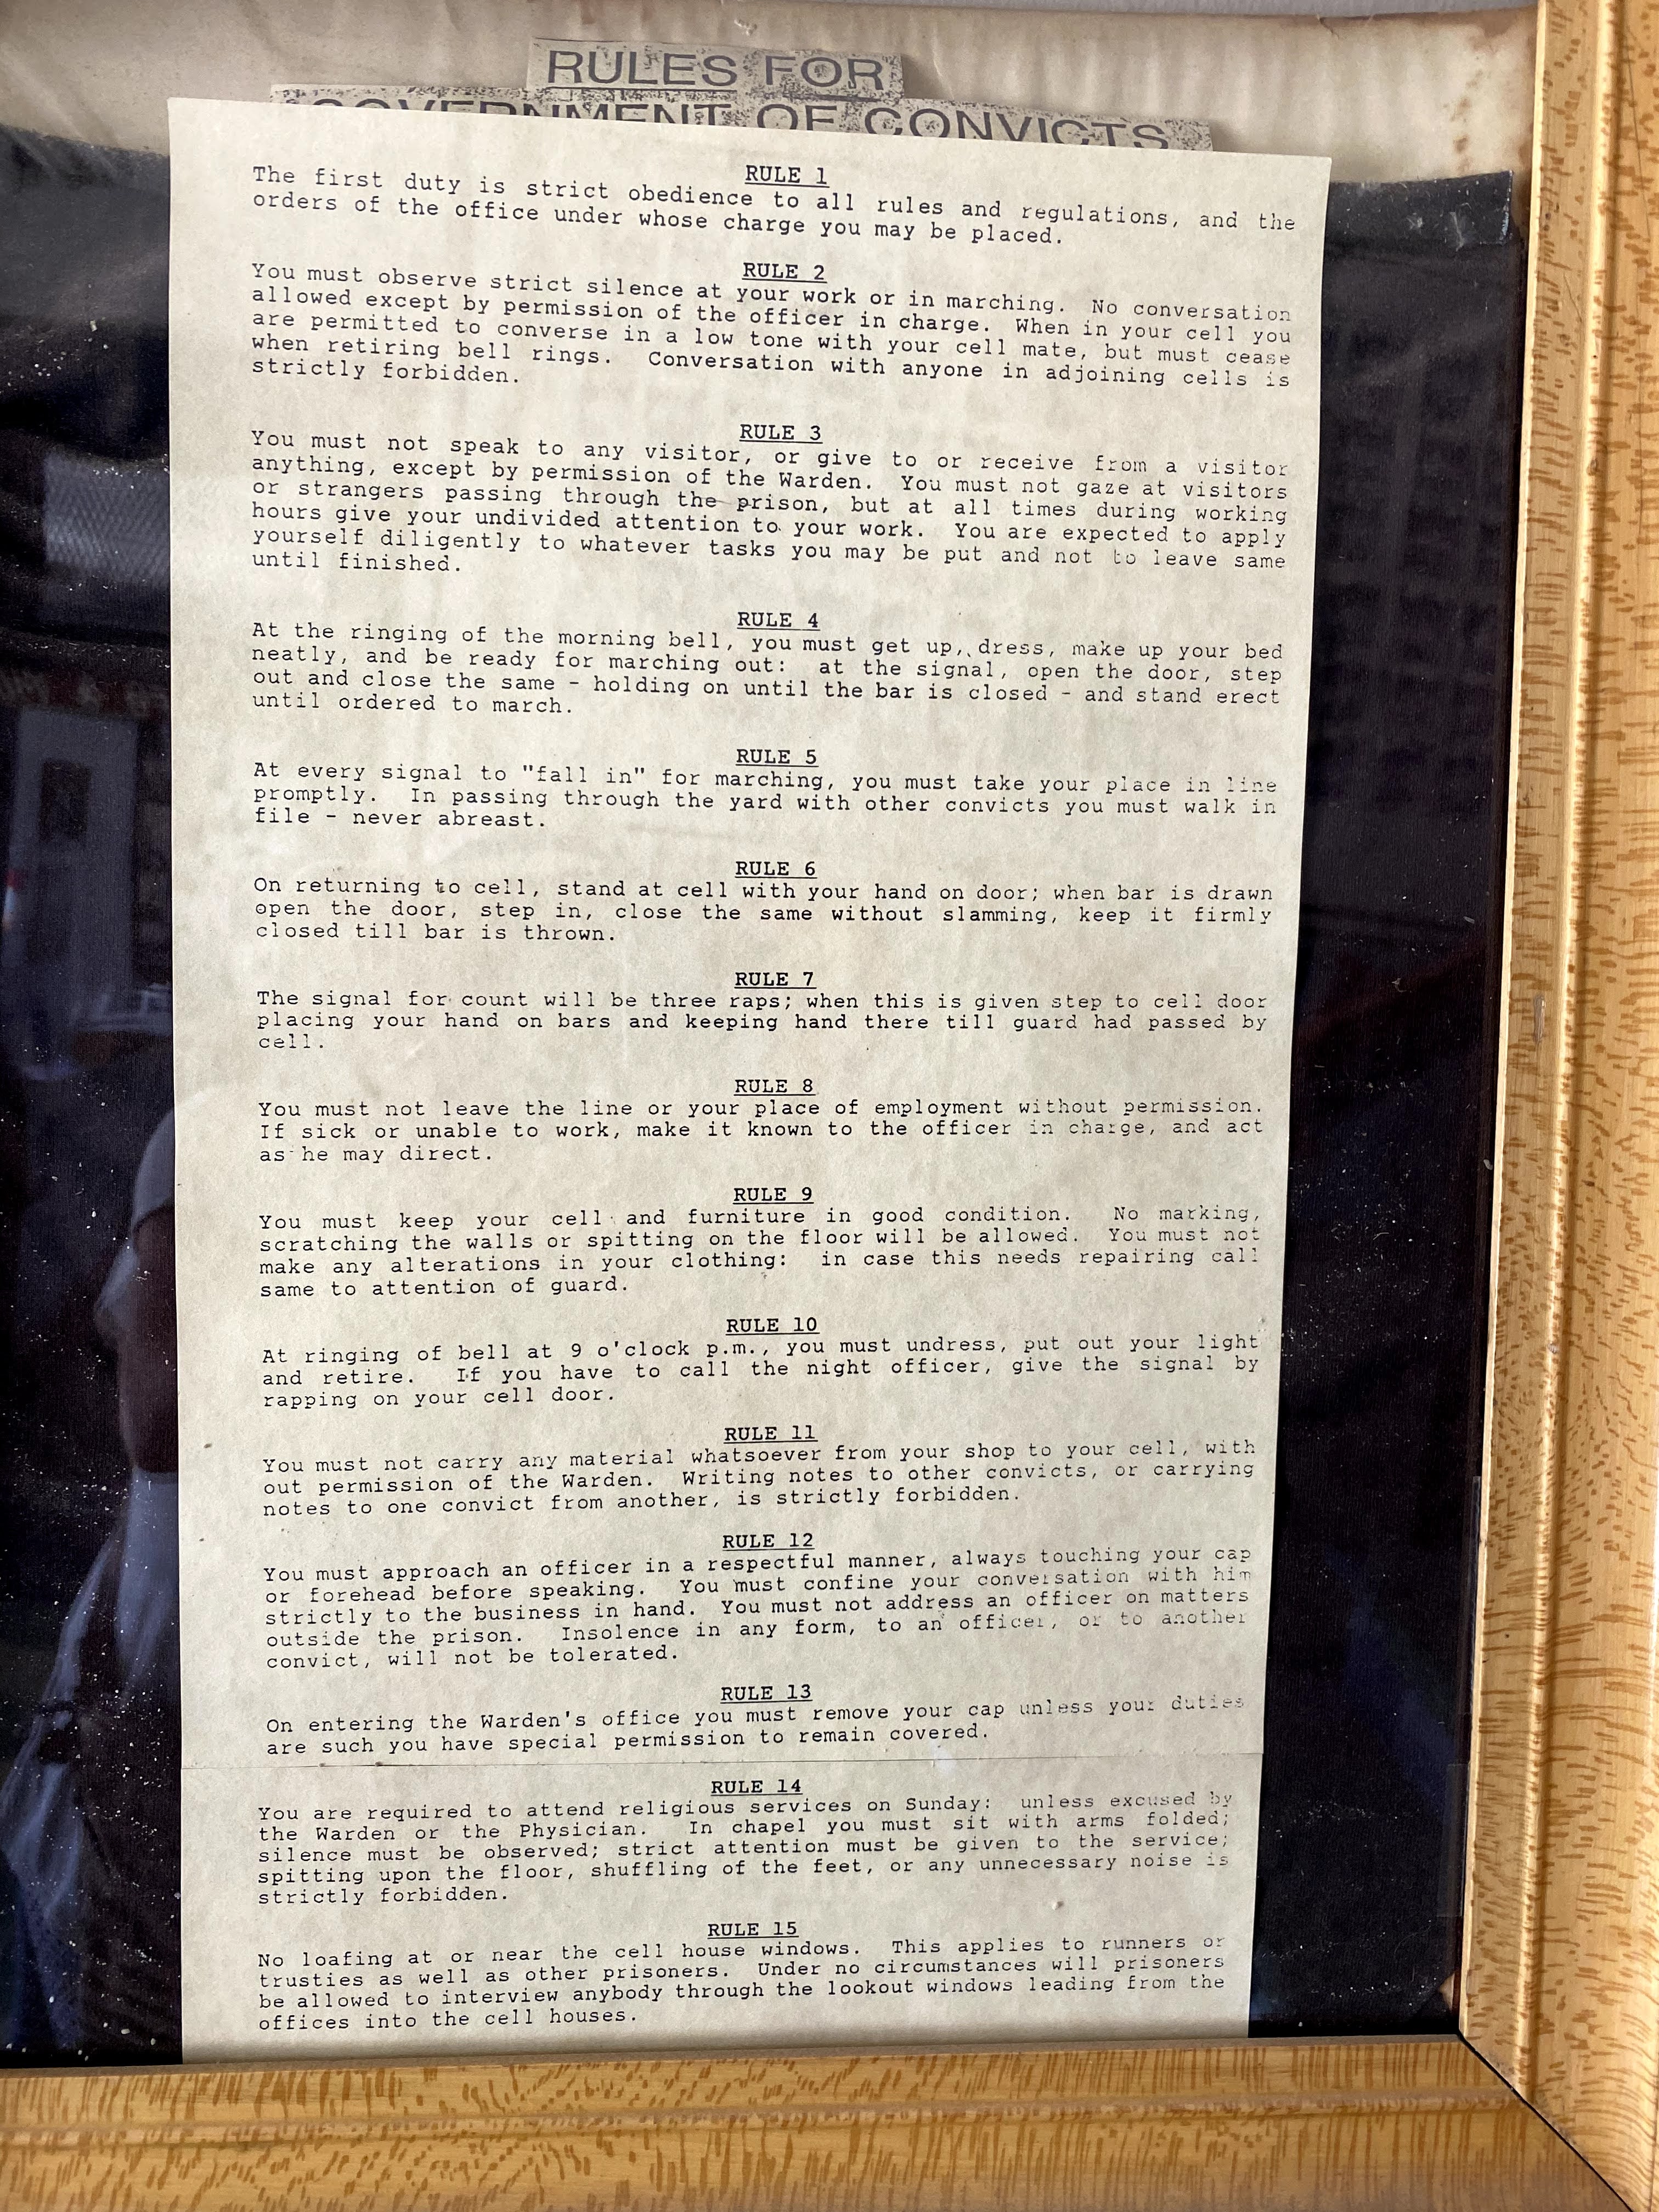 RULES FOR
GOVERNMENT OF CONVICTS
RULE 1
The first duty is strict obedience to all rules and regulations, and the
orders of the office under whose charge you may be placed.
RULE 2
You must observe strict silence at your work or in marching. No conversation
allowed except by permission of the officer in charge. When in your cell you
are permitted to converse in a low tone with your cell mate, but must cease
when retiring bell rings. Conversation with anyone in adjoining cells is
strictly forbidden.
RULE 3
You must not speak to any visitor, or give to or receive from a visitor
anything, except by permission of the Warden. You must not gaze at visitors
or strangers passing through the prison, but at all times during working
hours give your undivided attention to your work. You are expected to apply
yourself diligently to whatever tasks you may be put and not to leave same
until finished.
RULE 4
At the ringing of the morning bell, you must get up, dress, make up your bed
neatly, and be ready for marching out: at the signal, open the door, step
out and close the same - holding on until the bar is closed - and stand erect
until ordered to march.
RULE 5
At every signal to "fall in" for marching, you must take your place in line
promptly. In passing through the yard with other convicts you must walk in
file - never abreast.
RULE 6
On returning to cell, stand at cell with your hand on door; when bar is drawn
open the door, step in, close the same without slamming, keep it firmly
closed till bar is thrown.
RULE 7
The signal for count will be three raps; when this is given step to cell door
placing your hand on bars and keeping hand there till guard had passed by
cell.
RULE 8
You must not leave the line or your place of employment without permission.
If sick or unable to work, make it known to the officer in charge, and act
as he may direct.
RULE 9
You must keep your cell and furniture in good condition. No marking,
scratching the walls or spitting on the floor will be allowed. You must not
make any alterations in your clothing: in case this needs repairing call
same to attention of guard.
RULE 10
At ringing of bell at 9 o'clock p.m., you must undress, put out your light
and retire. If you have to call the night officer, give the signal by
rapping on your cell door.
RULE 11
You must not carry any material whatsoever from your shop to your cell, with
out permission of the Warden. Writing notes to other convicts, or carrying
notes to one convict from another, is strictly forbidden.
RULE 12
You must approach an officer in a respectful manner, always touching your cap
or forehead before speaking. You must confine your conversation with him
strictly to the business in hand. You must not address an officer on matters
outside the prison. Insolence in any form, to an officer, or to another
convict, will not be tolerated.
RULE 13
On entering the Warden's office you must remove your cap unless your duties
are such you have special permission to remain covered.
RULE 14
You are required to attend religious services on Sunday: unless excused by
the Warden or the Physician. In chapel you must sit with arms folded;
silence must be observed; strict attention must be given to the service;
spitting upon the floor, shuffling of the feet, or any unnecessary noise is
strictly forbidden.
RULE 15
No loafing at or near the cell house windows. This applies to runners or
trusties as well as other prisoners. Under no circumstances will prisoners
be allowed to interview anybody through the lookout windows leading from the
offices into the cell houses.